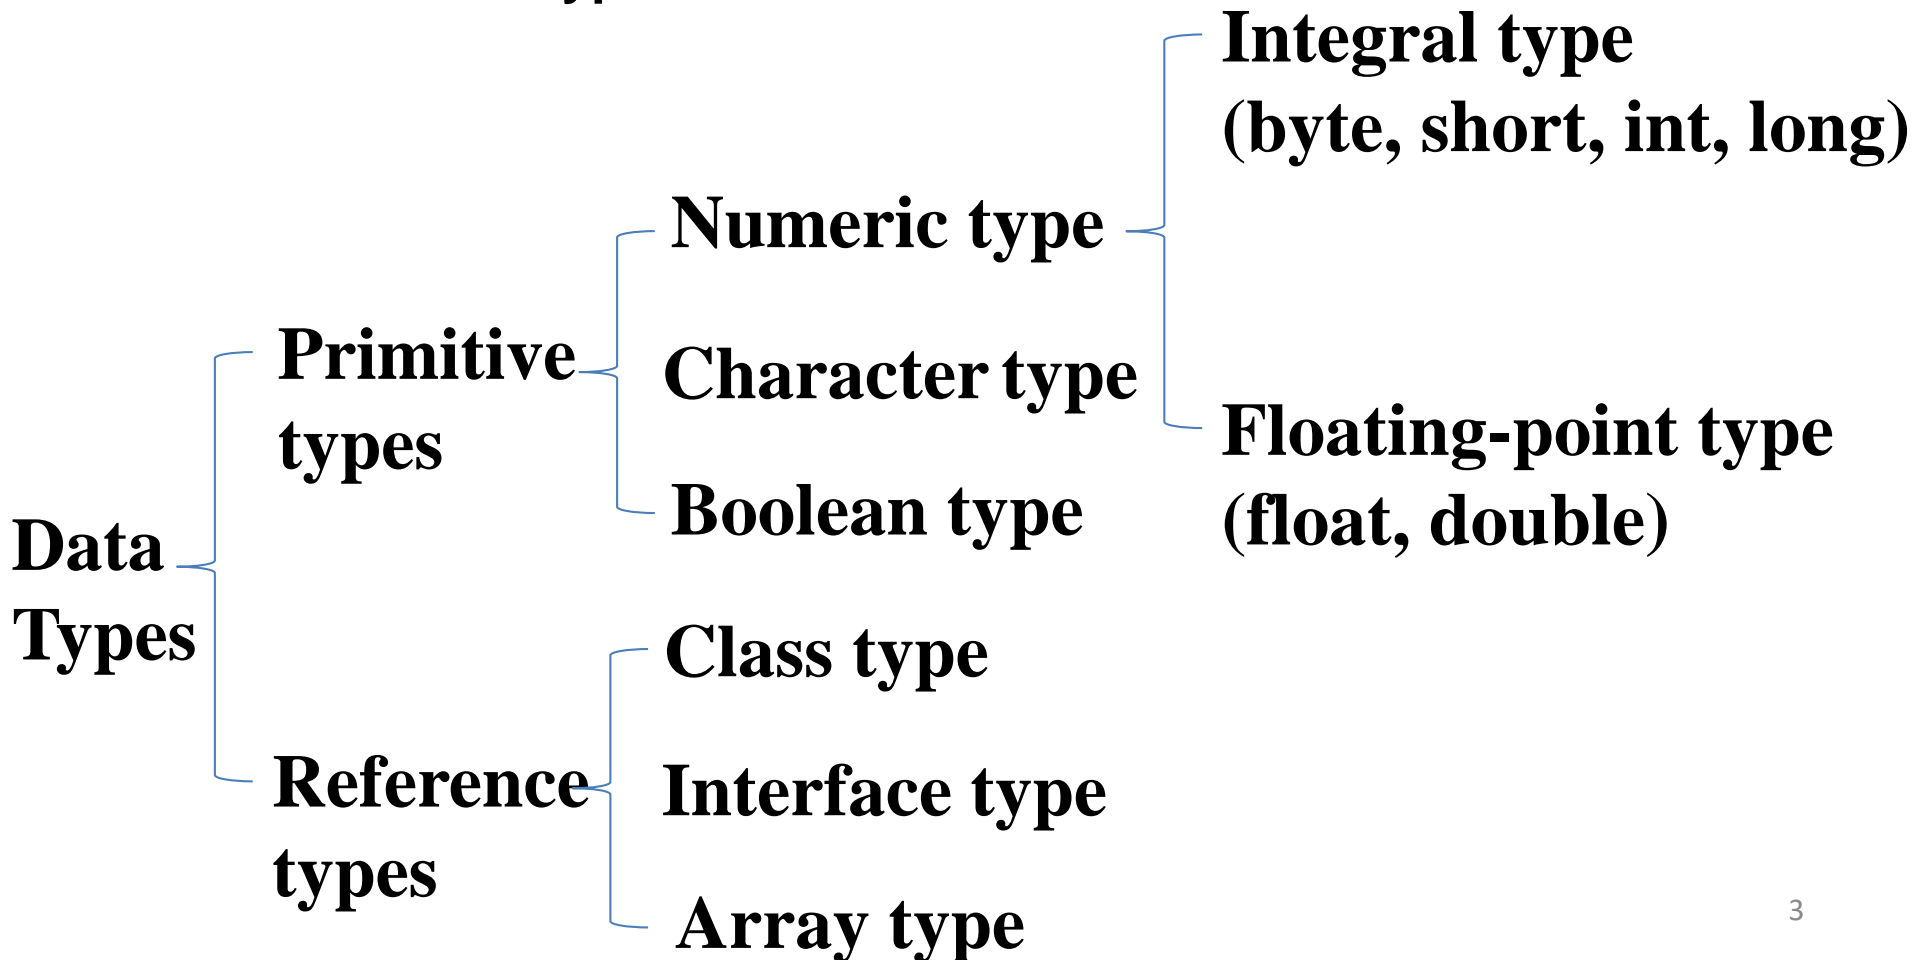 Integral type
(byte, short, int, long)
Numeric type
Primitive
types
Character type
Floating-point type
(float, double)
Boolean type
Data
Types
Class type
Reference
types
Interface type
Array type
3